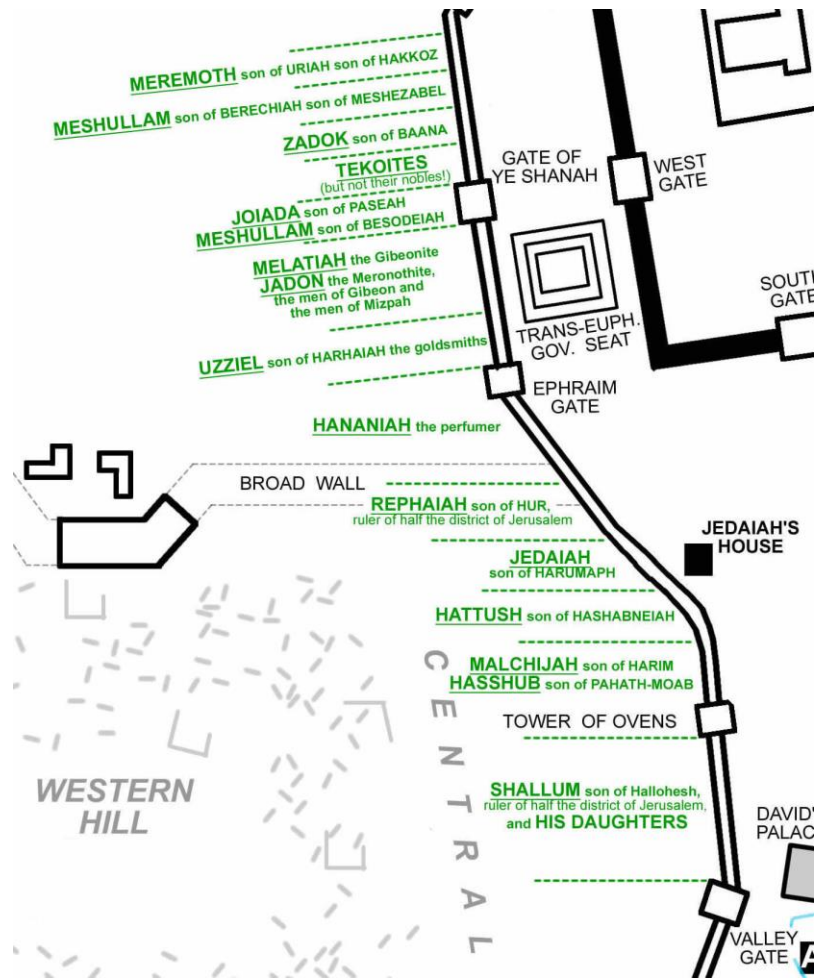 MEREMOTH son of URIAH son of HAKKOZ
MESHULLAM son of BERECHIAH son of MESHEZABEL
ZADOK son of BAANA
TEKOITES
(but not their nobles!)
JOIADA son of PASEAH
MESHULLAM son of BESODEIAH
GATE OF
YE SHANAH
WEST
GATE
MELATIAH the Gibeonite
JADON the Meronothite,
the men of Gibeon and
the men of Mizpah
SOUTH
GATE
TRANS-EUPH.
GOV. SEAT
UZZIEL son of HARHAIAH the goldsmiths
EPHRAIM
GATE
HANANIAH the perfumer
BROAD WALL
REPHAIAH son of HUR,
ruler of half the district of Jerusalem
JEDAIAH'S
HOUSE
JEDAIAH
son of HARUMAPH
HATTUSH son of HASHABNEIAH
MALCHIJAH son of HARIM
HASSHUB son of PAHATH-MOAB
TOWER OF OVENS
CENTRAL
WESTERN
HILL
SHALLUM son of Hallohesh,
ruler of half the district of Jerusalem,
and HIS DAUGHTERS
DAVID'
PALAC
VALLEY
GATE
A